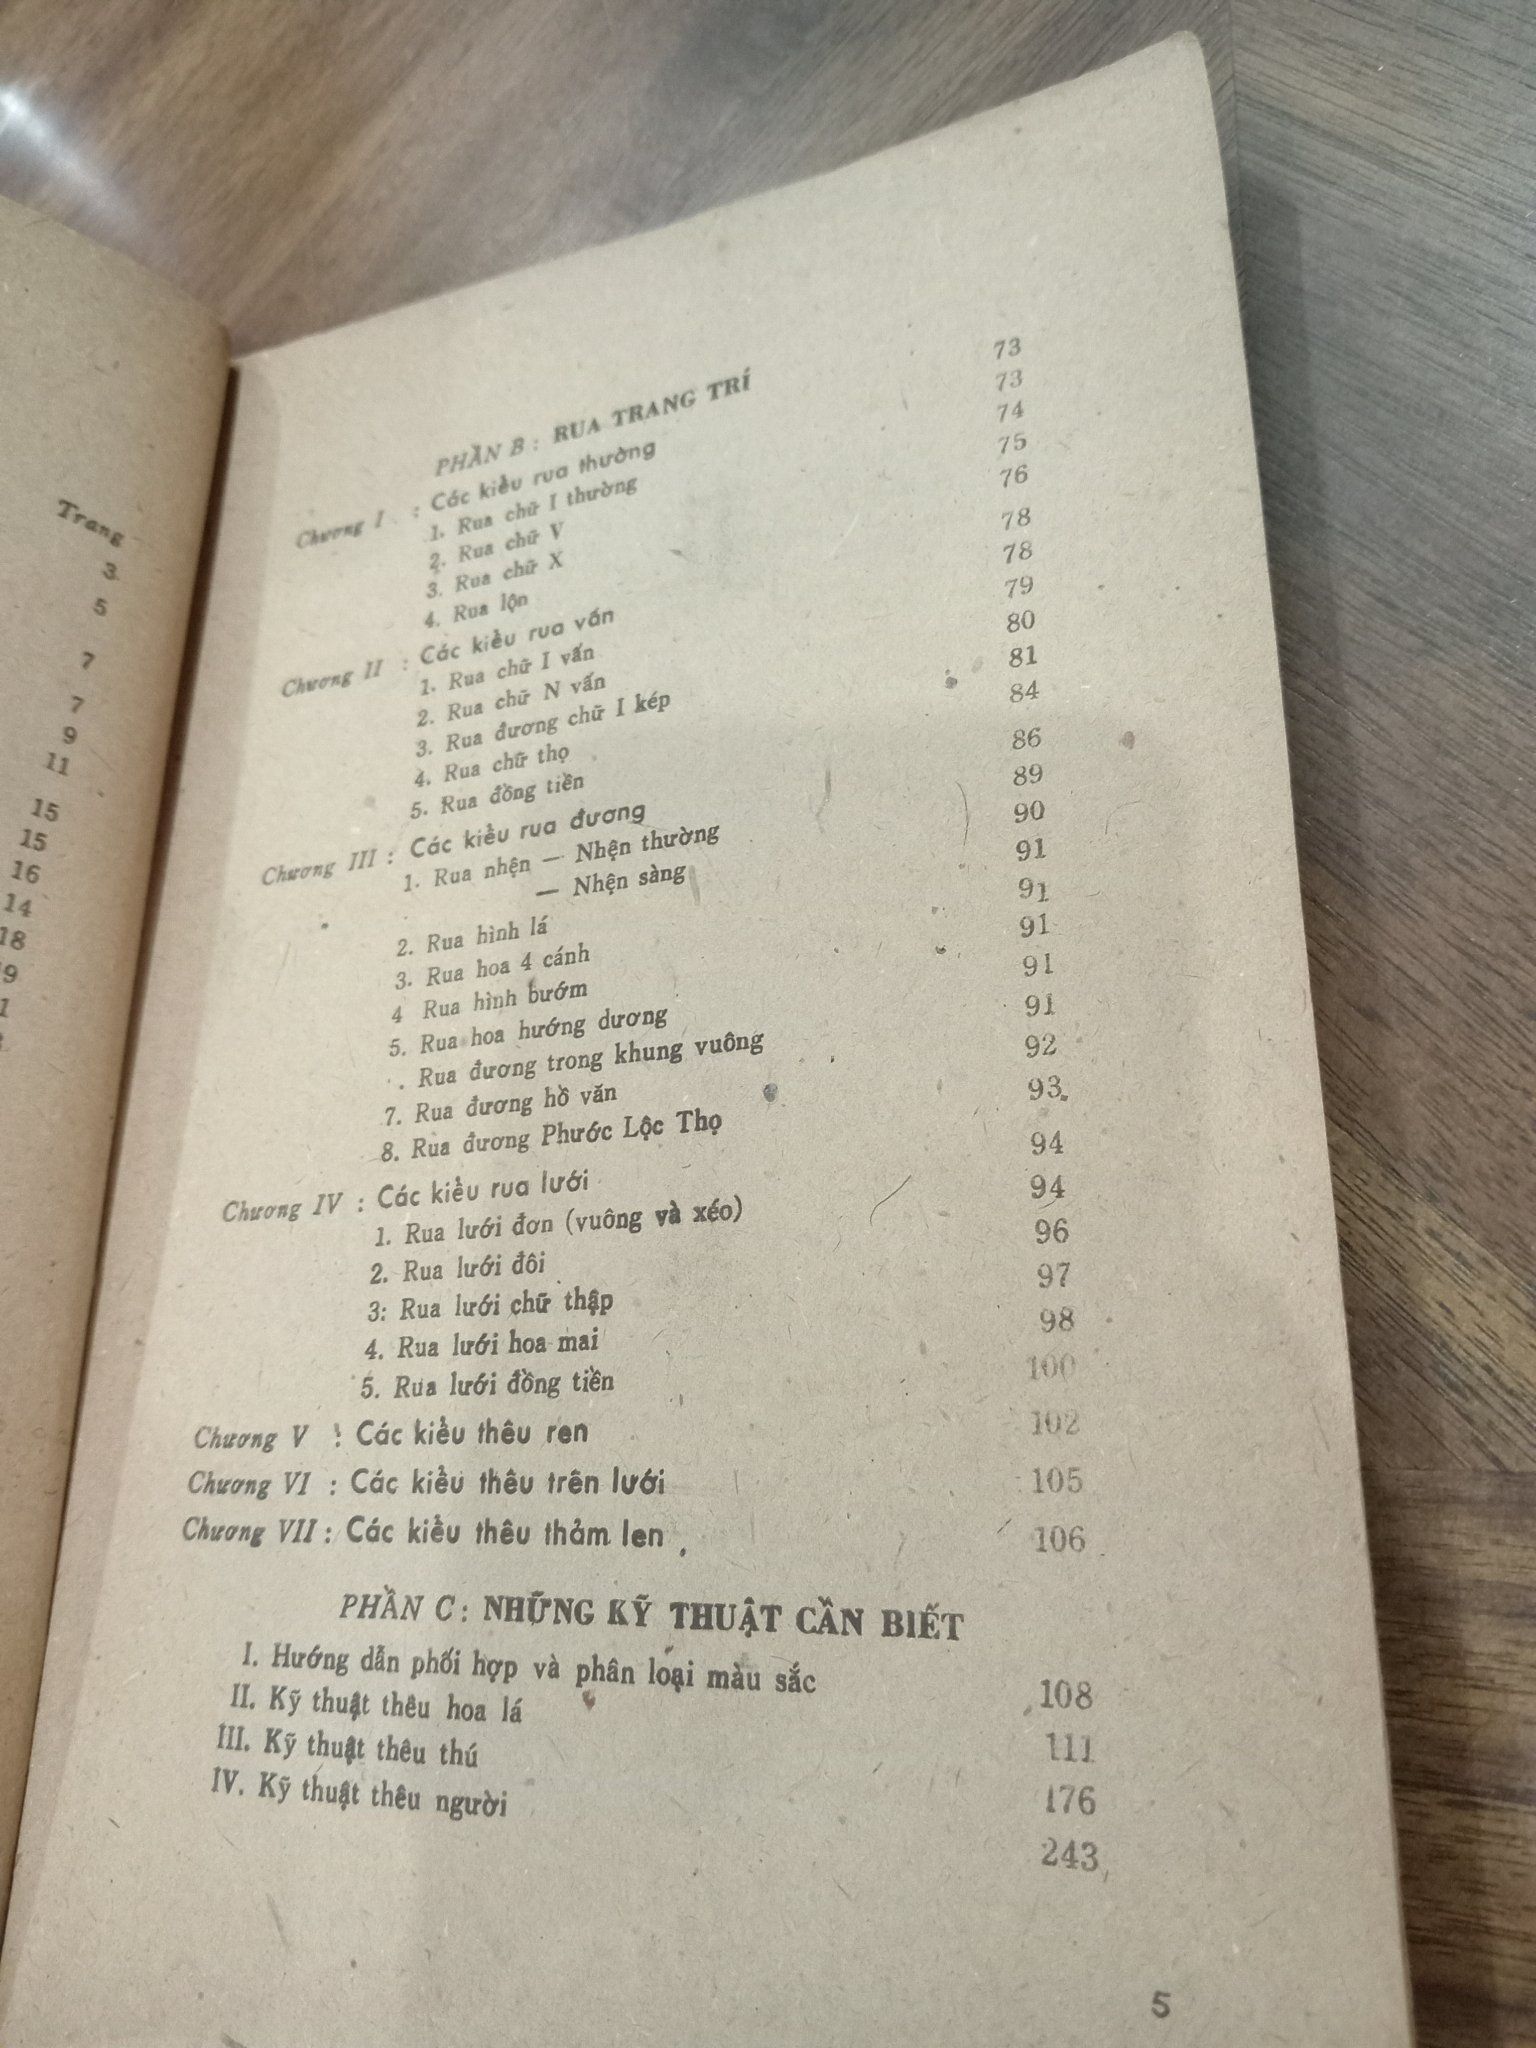 Trang
3
5
7
7
9
11
15
15
16
14
18
PHẦN B : RUA TRANG TRÍ
Chương I : Các kiểu rua thường 73
1. Rua chữ I thường 73
2. Rua chữ V 74
3. Rua chữ X 75
4. Rua lộn 76
Chương II : Các kiểu rua vấn 78
1. Rua chữ I vấn 78
2. Rua chữ N vấn 79
3. Rua đương chữ I kép 80
4. Rua chữ thọ 81
5. Rua đồng tiền 84
Chương III : Các kiểu rua đương 86
1. Rua nhện — Nhện thường 89
— Nhện sàng 90
2. Rua hình lá 91
3. Rua hoa 4 cánh 91
4 Rua hình bướm 91
5. Rua hoa hướng dương 91
. Rua đương trong khung vuông 91
7. Rua đương hồ văn 92
8. Rua đương Phước Lộc Thọ 93
Chương IV : Các kiểu rua lưới 94
1. Rua lưới đơn (vuông và xéo) 94
2. Rua lưới đôi 96
3: Rua lưới chữ thập 97
4. Rua lưới hoa mai 98
5. Rua lưới đồng tiền 100
Chương V : Các kiểu thêu ren 102
Chương VI : Các kiểu thêu trên lưới 105
Chương VII : Các kiểu thêu thảm len 106
PHẦN C : NHỮNG KỸ THUẬT CẦN BIẾT
I. Hướng dẫn phối hợp và phân loại màu sắc 108
II. Kỹ thuật thêu hoa lá 111
III. Kỹ thuật thêu thú 176
IV. Kỹ thuật thêu người 243
5